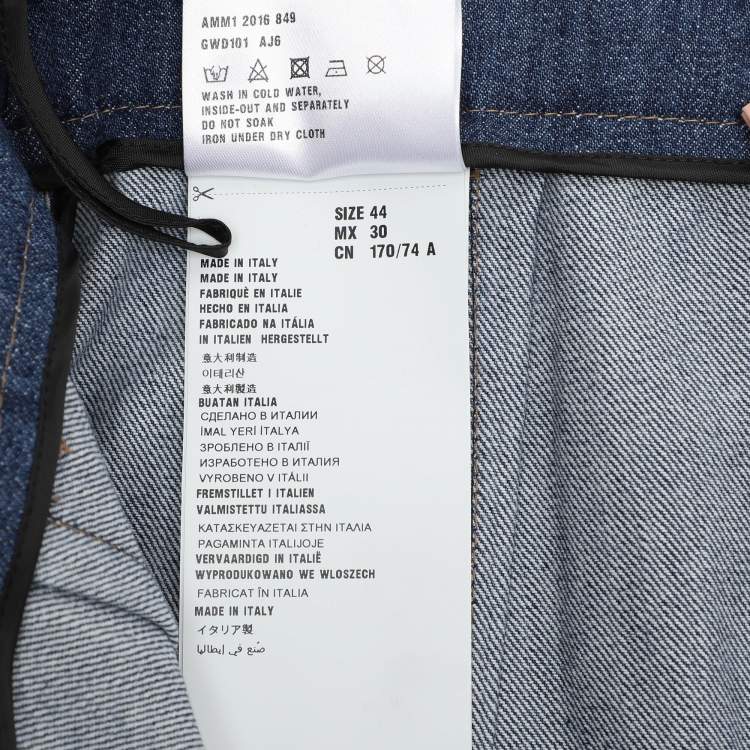 AMM1 2016 849
GWD101 AJ6
WASH IN COLD WATER,
INSIDE-OUT AND SEPARATELY
DO NOT SOAK
IRON UNDER DRY CLOTH
SIZE 44
MX 30
CN 170/74 A
MADE IN ITALY
MADE IN ITALY
FABRIQUÈ EN ITALIE
HECHO EN ITALIA
FABRICADO NA ITÁLIA
IN ITALIEN HERGESTELLT
意大利制造
이테리산
意大利製造
BUATAN ITALIA
СДЕЛАНО В ИТАЛИИ
İMAL YERİ İTALYA
ЗРОБЛЕНО В ІТАЛІЇ
ИЗРАБОТЕНО В ИТАЛИЯ
VYROBENO V ITÁLII
FREMSTILLET I ITALIEN
VALMISTETTU ITALIASSA
ΚΑΤΑΣΚΕΥΑΖΕΤΑΙ ΣΤΗΝ ΙΤΑΛΙΑ
PAGAMINTA ITALIJOJE
VERVAARDIGD IN ITALIË
WYPRODUKOWANO WE WLOSZECH
FABRICAT ÎN ITALIA
MADE IN ITALY
イタリア製
صُنع في إيطاليا